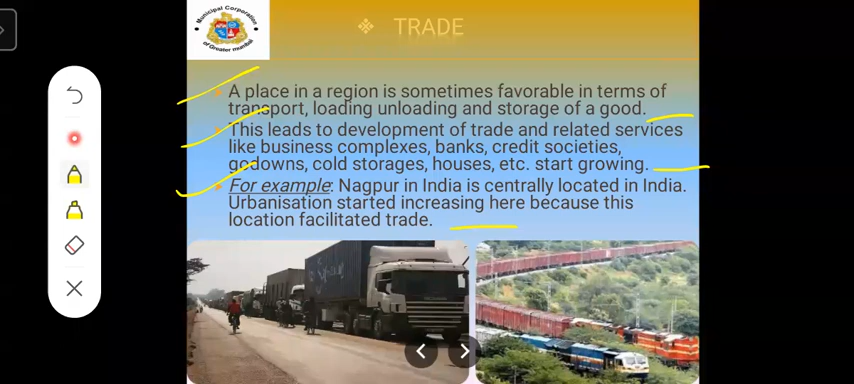 Municipal Corporation
of Greater mumbai
❖ TRADE
A place in a region is sometimes favorable in terms of
transport, loading unloading and storage of a good.
This leads to development of trade and related services
like business complexes, banks, credit societies,
godowns, cold storages, houses, etc. start growing.
For example: Nagpur in India is centrally located in India.
Urbanisation started increasing here because this
location facilitated trade.